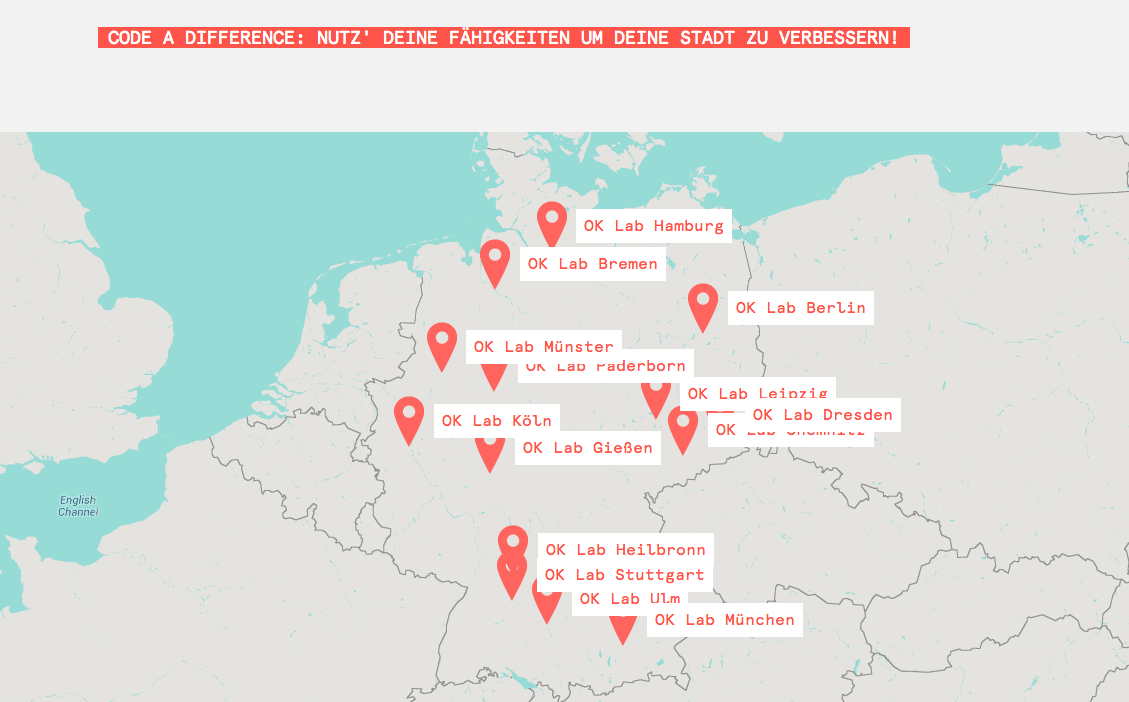 CODE A DIFFERENCE: NUTZ' DEINE FÄHIGKEITEN UM DEINE STADT ZU VERBESSERN!
OK Lab Hamburg
OK Lab Bremen
OK Lab Berlin
OK Lab Münster
OK Lab Paderborn
OK Lab Leipzig
OK Lab Dresden
OK Lab Chemnitz
OK Lab Köln
OK Lab Gießen
English
Channel
OK Lab Heilbronn
OK Lab Stuttgart
OK Lab Ulm
OK Lab München